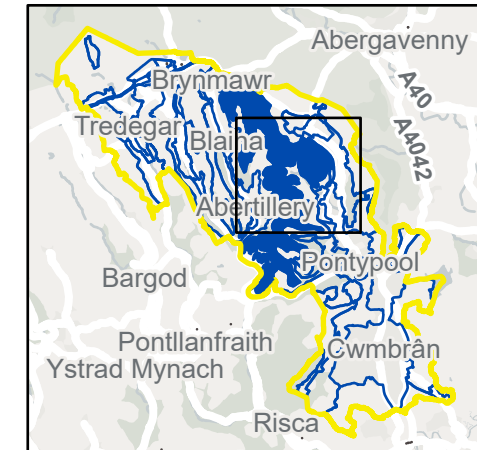 Abergavenny
Brynmawr
A40
Tredegar
Blaina
A4042
Abertillery
Pontypool
Bargod
Pontllanfraith
Cwmbrân
Ystrad Mynach
Risca